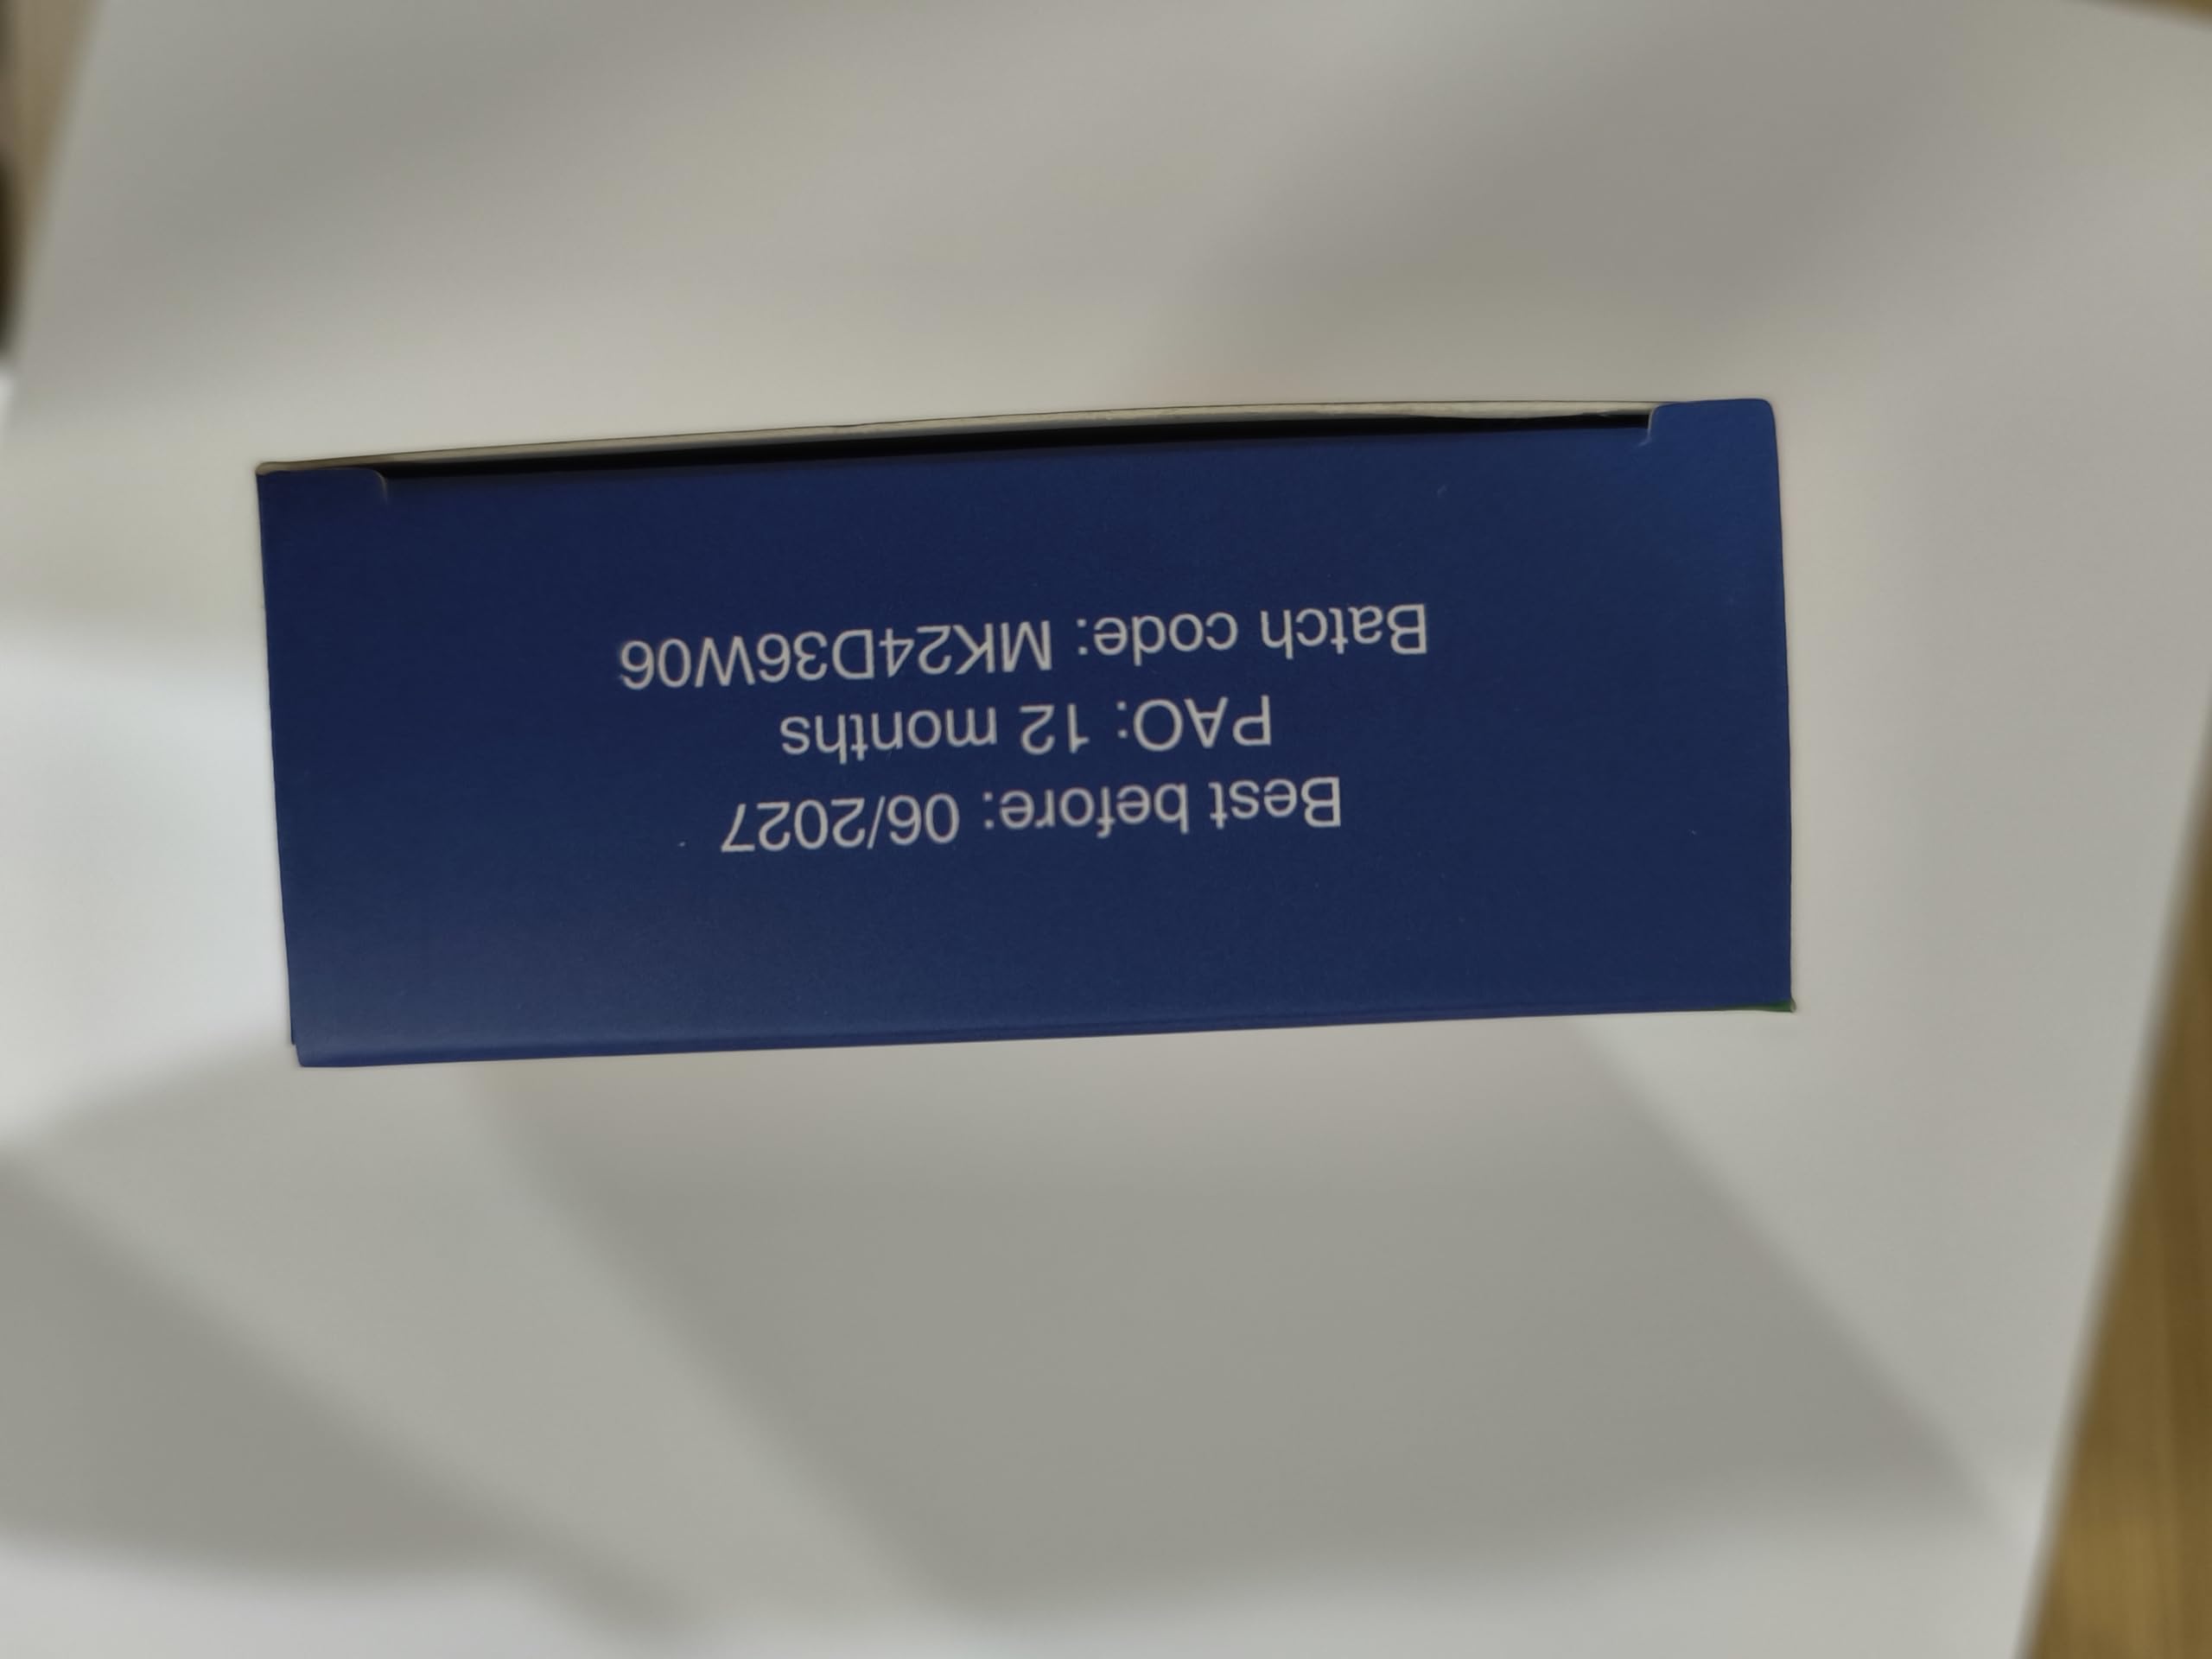 Best before: 06/2027
PAO: 12 months
Batch code: MK24D36W06